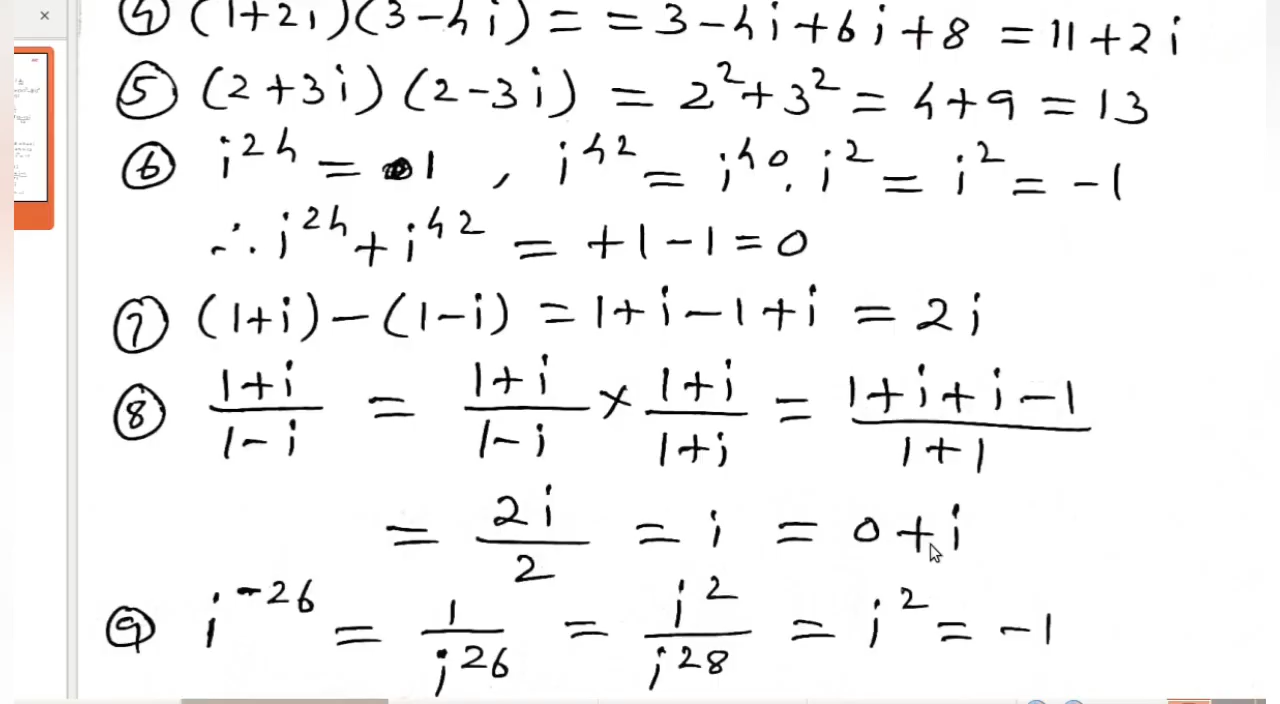 ④ (1+2i)(3-4i) = = 3-4i+6i+8 = 11+2i
⑤ (2+3i)(2-3i) = 2²+3² = 4+9 = 13
⑥ i²⁴ = 1 , i⁴² = i⁴⁰. i² = i² = -1
∴ i²⁴ + i⁴² = +1-1 = 0
⑦ (1+i)-(1-i) = 1+i-1+i = 2i
⑧ (1+i)/(1-i) = (1+i)/(1-i) × (1+i)/(1+i) = (1+i+i-1)/(1+1)
= 2i/2 = i = 0+i
⑨ i⁻²⁶ = 1/i²⁶ = i²/i²⁸ = i² = -1